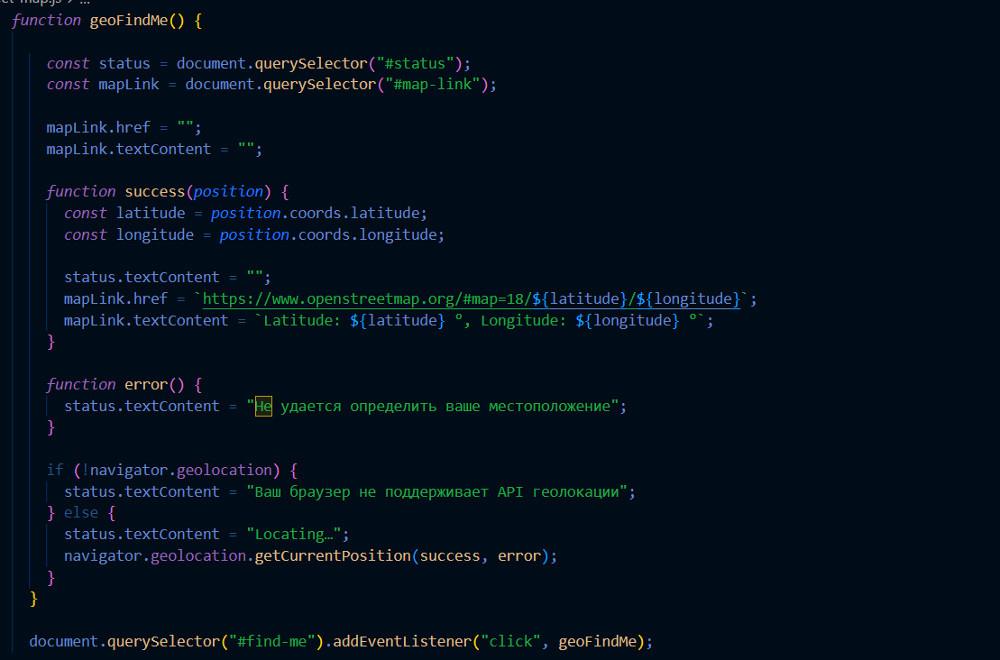 function geoFindMe() {
const status = document.querySelector("#status");
const mapLink = document.querySelector("#map-link");
mapLink.href = "";
mapLink.textContent = "";
function success(position) {
const latitude = position.coords.latitude;
const longitude = position.coords.longitude;
status.textContent = "";
mapLink.href = `https://www.openstreetmap.org/#map=18/${latitude}/${longitude}`;
mapLink.textContent = `Latitude: ${latitude} °, Longitude: ${longitude} °`;
}
function error() {
status.textContent = "Не удается определить ваше местоположение";
}
if (!navigator.geolocation) {
status.textContent = "Ваш браузер не поддерживает API геолокации";
} else {
status.textContent = "Locating…";
navigator.geolocation.getCurrentPosition(success, error);
}
}
document.querySelector("#find-me").addEventListener("click", geoFindMe);